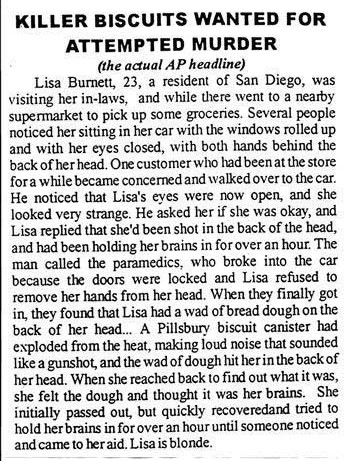 KILLER BISCUITS WANTED FOR
ATTEMPTED MURDER
(the actual AP headline)
Lisa Burnett, 23, a resident of San Diego, was
visiting her in-laws, and while there went to a nearby
supermarket to pick up some groceries. Several people
noticed her sitting in her car with the windows rolled up
and with her eyes closed, with both hands behind the
back of her head. One customer who had been at the store
for a while became concerned and walked over to the car.
He noticed that Lisa's eyes were now open, and she
looked very strange. He asked her if she was okay, and
Lisa replied that she'd been shot in the back of the head,
and had been holding her brains in for over an hour. The
man called the paramedics, who broke into the car
because the doors were locked and Lisa refused to
remove her hands from her head. When they finally got
in, they found that Lisa had a wad of bread dough on the
back of her head... A Pillsbury biscuit canister had
exploded from the heat, making loud noise that sounded
like a gunshot, and the wad of dough hit her in the back of
her head. When she reached back to find out what it was,
she felt the dough and thought it was her brains. She
initially passed out, but quickly recoveredand tried to
hold her brains in for over an hour until someone noticed
and came to her aid. Lisa is blonde.